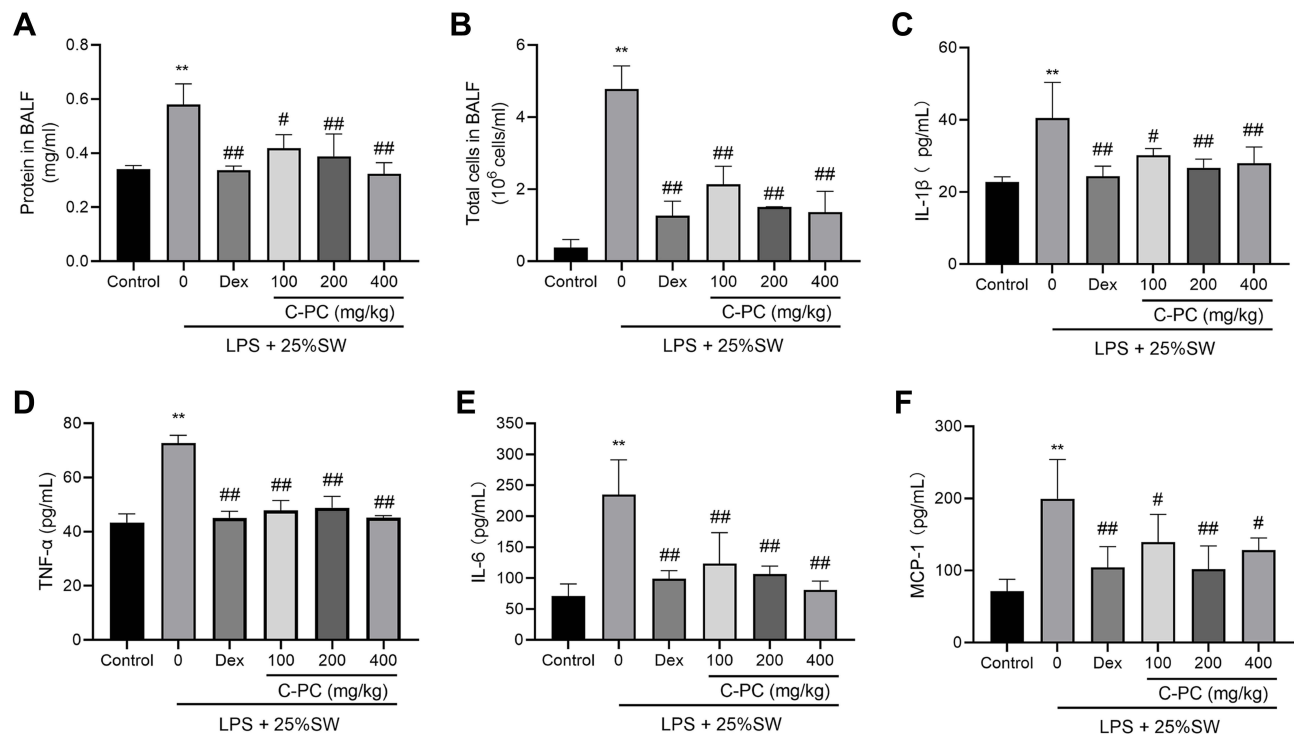 A
Protein in BALF
(mg/ml)
0.8
0.6
0.4
0.2
0.0
**
##
#
##
##
Control 0 Dex 100 200 400
C-PC (mg/kg)
LPS + 25%SW
B
Total cells in BALF
(10⁶ cells/ml)
6
4
2
0
**
##
##
##
##
Control 0 Dex 100 200 400
C-PC (mg/kg)
LPS + 25%SW
C
IL-1β ( pg/mL)
60
40
20
0
**
##
#
##
##
Control 0 Dex 100 200 400
C-PC (mg/kg)
LPS + 25%SW
D
TNF-α (pg/mL)
80
60
40
20
0
**
##
##
##
##
Control 0 Dex 100 200 400
C-PC (mg/kg)
LPS + 25%SW
E
IL-6 (pg/mL)
350
300
250
200
150
100
50
0
**
##
##
##
##
Control 0 Dex 100 200 400
C-PC (mg/kg)
LPS + 25%SW
F
MCP-1 (pg/mL)
300
200
100
0
**
##
#
##
#
Control 0 Dex 100 200 400
C-PC (mg/kg)
LPS + 25%SW